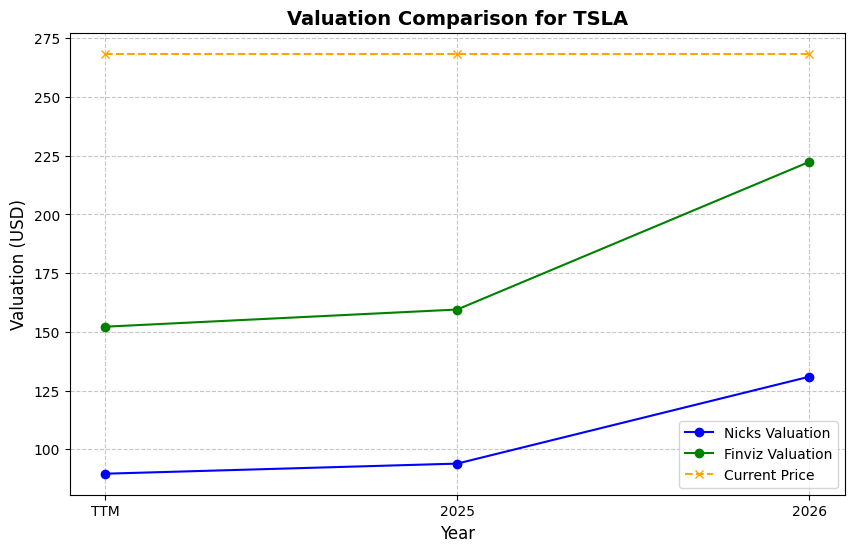 Valuation Comparison for TSLA
Valuation (USD)
275
250
225
200
175
150
125
100
Nicks Valuation
Finviz Valuation
Current Price
TTM
2025
2026
Year